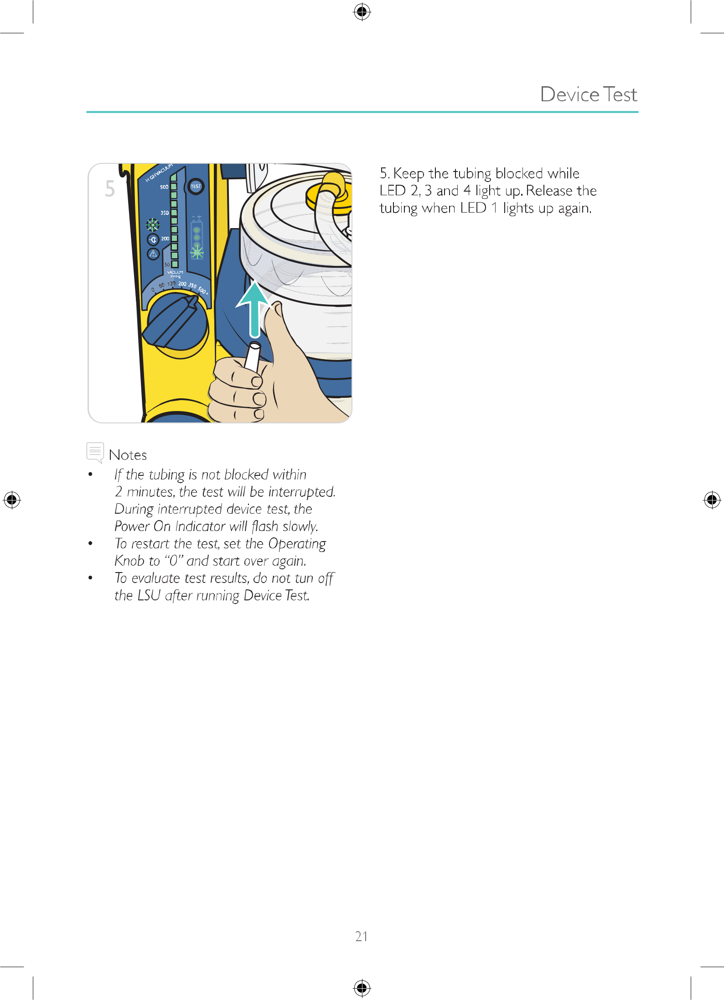 Device Test
5
HIGH VACUUM
500
TEST
350
- +
200
50
VACUUM
mmHg
0 80 120 200 350 500+
5. Keep the tubing blocked while
LED 2, 3 and 4 light up. Release the
tubing when LED 1 lights up again.
Notes
• If the tubing is not blocked within
2 minutes, the test will be interrupted.
During interrupted device test, the
Power On Indicator will flash slowly.
• To restart the test, set the Operating
Knob to “0” and start over again.
• To evaluate test results, do not tun off
the LSU after running Device Test.
21